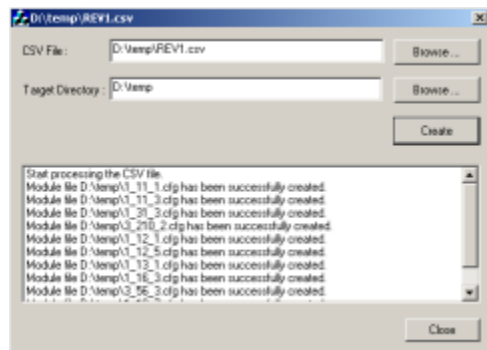 D:\temp\REV1.csv
CSV File :
D:\temp\REV1.csv
Browse...
Target Directory :
D:\temp
Browse...
Create
Start processing the CSV file.
Module file D:\temp\1_11_1.cfg has been successfully created.
Module file D:\temp\1_11_3.cfg has been successfully created.
Module file D:\temp\1_31_3.cfg has been successfully created.
Module file D:\temp\3_210_2.cfg has been successfully created.
Module file D:\temp\1_12_1.cfg has been successfully created.
Module file D:\temp\1_12_5.cfg has been successfully created.
Module file D:\temp\1_13_1.cfg has been successfully created.
Module file D:\temp\1_16_3.cfg has been successfully created.
Module file D:\temp\3_56_3.cfg has been successfully created.
Close